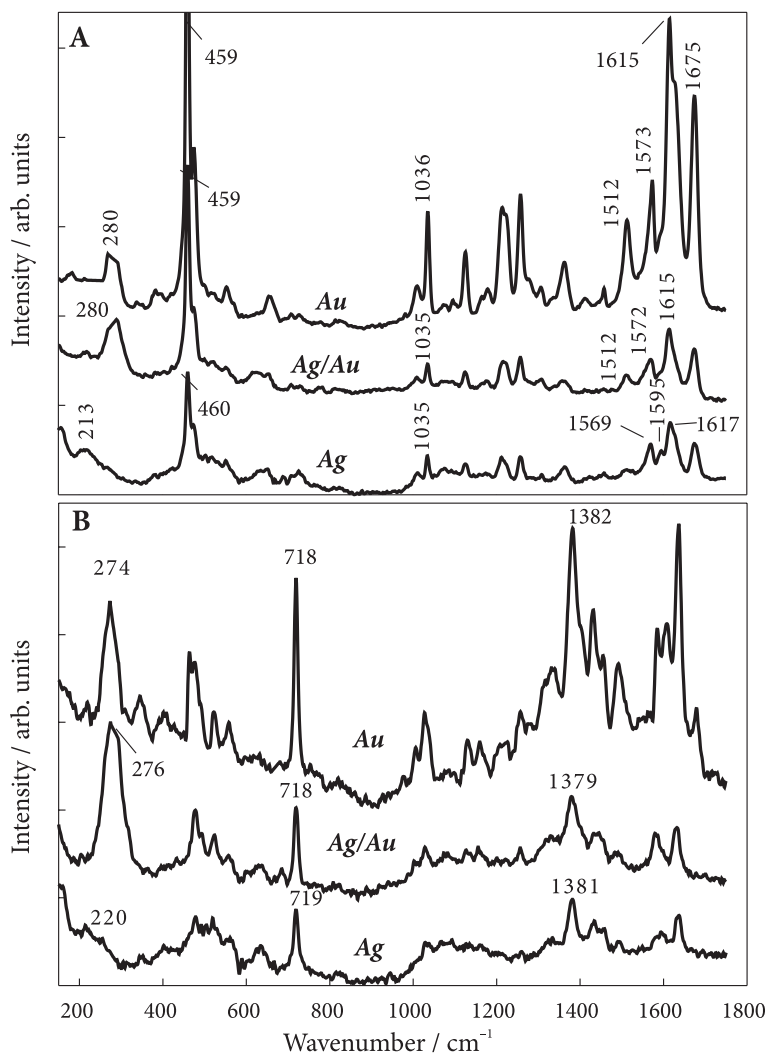 A
459
1615
1675
459
1036
1512
1573
280
Au
280
Ag/Au
1035
1512
1572
1615
213
460
Ag
1035
1569
1595
1617
Intensity / arb. units
B
274
718
1382
Au
276
718
1379
Ag/Au
220
719
1381
Ag
Intensity / arb. units
200 400 600 800 1000 1200 1400 1600 1800
Wavenumber / cm⁻¹